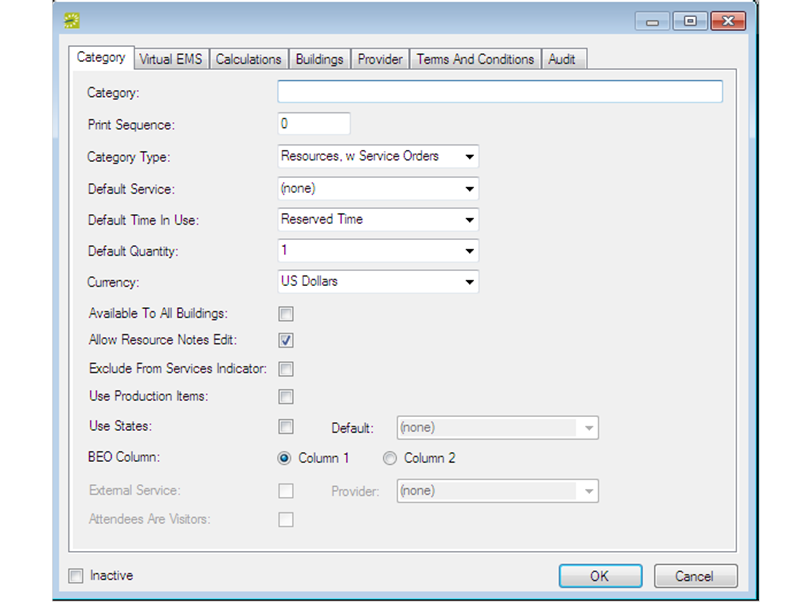 Category Virtual EMS Calculations Buildings Provider Terms And Conditions Audit
Category:
Print Sequence: 0
Category Type: Resources, w Service Orders
Default Service: (none)
Default Time In Use: Reserved Time
Default Quantity: 1
Currency: US Dollars
Available To All Buildings:
Allow Resource Notes Edit:
Exclude From Services Indicator:
Use Production Items:
Use States: Default: (none)
BEO Column: Column 1 Column 2
External Service: Provider: (none)
Attendees Are Visitors:
Inactive OK Cancel